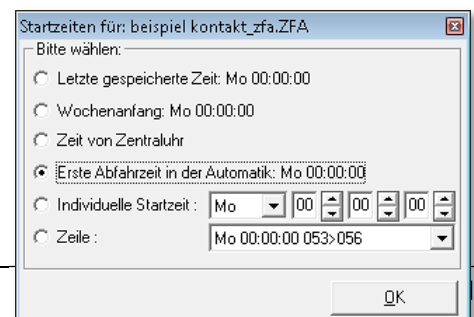 Startzeiten für: beispiel kontakt_zfa.ZFA
Bitte wählen:
Letzte gespeicherte Zeit: Mo 00:00:00
Wochenanfang: Mo 00:00:00
Zeit von Zentraluhr
Erste Abfahrzeit in der Automatik: Mo 00:00:00
Individuelle Startzeit : Mo 00 00 00
Zeile : Mo 00:00:00 053>056
OK